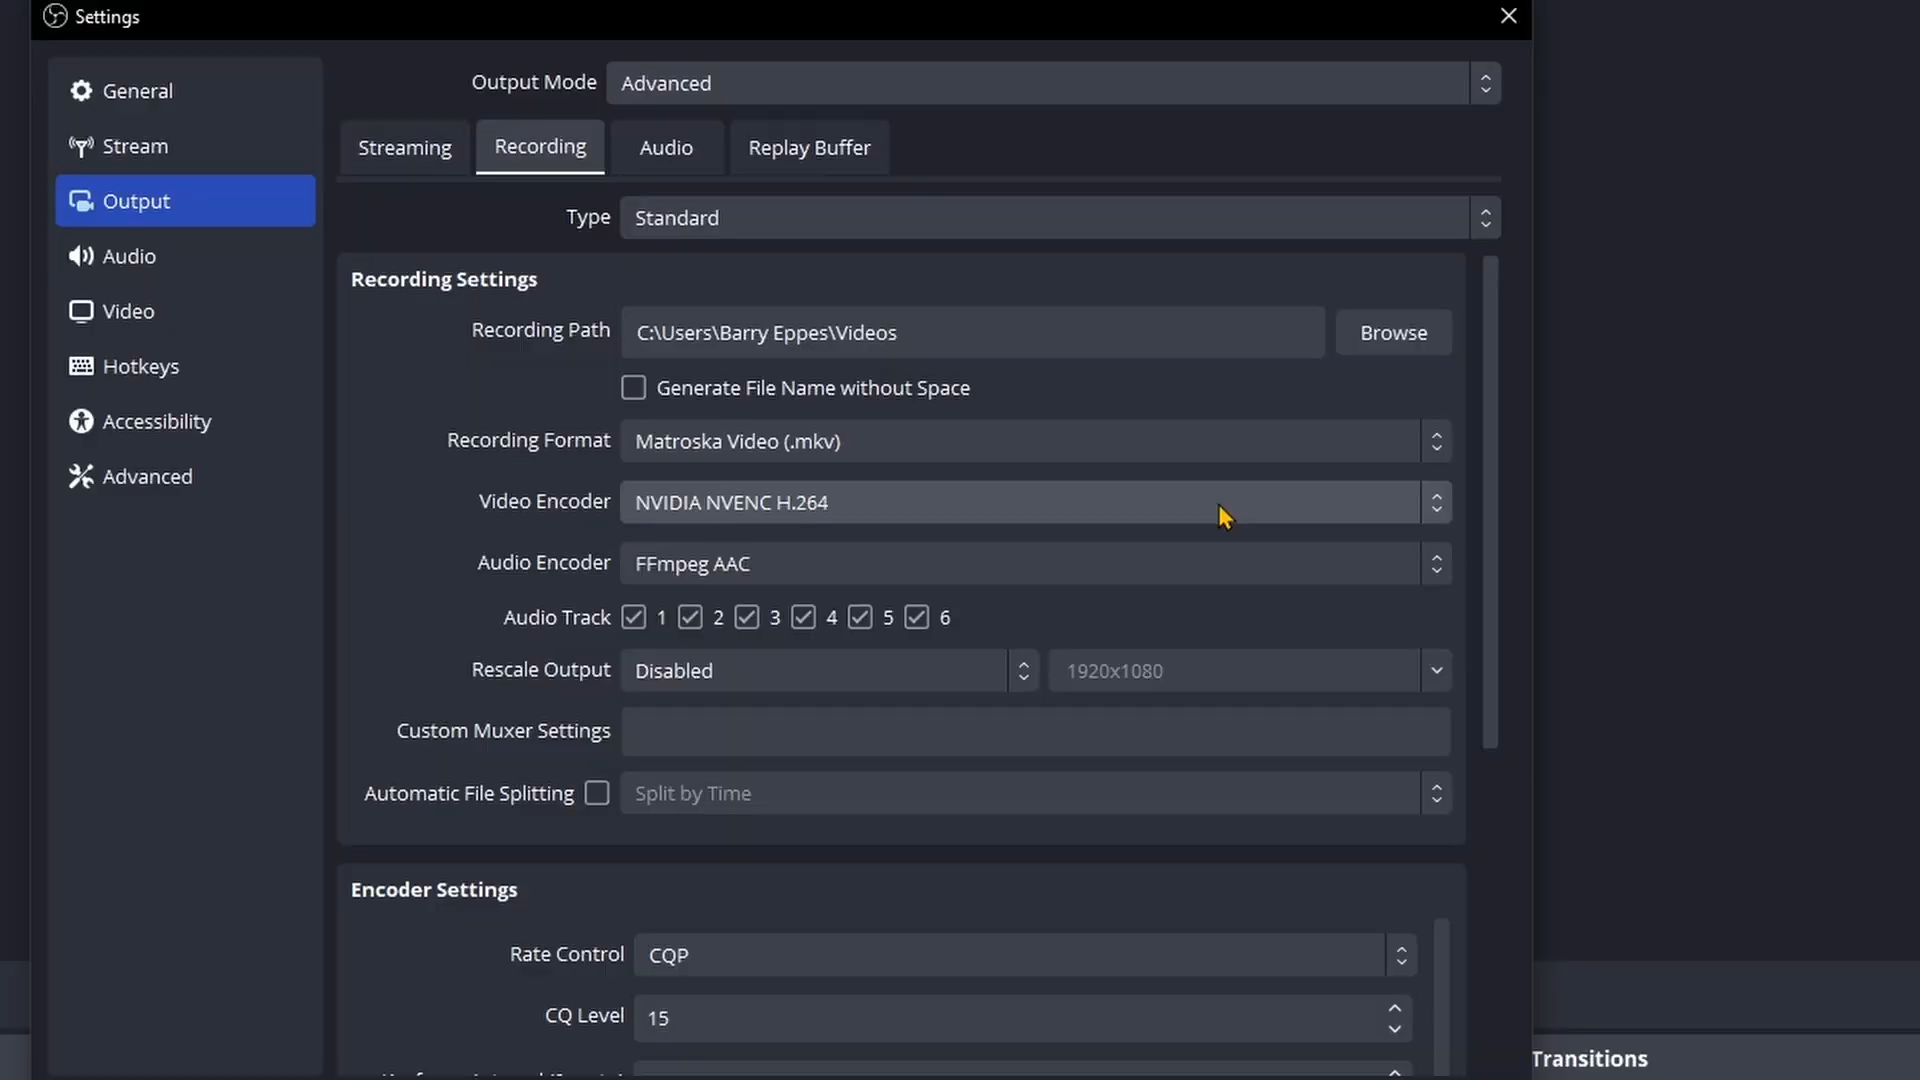 Settings
General
Stream
Output
Audio
Video
Hotkeys
Accessibility
Advanced
Output Mode Advanced
Streaming Recording Audio Replay Buffer
Type Standard
Recording Settings
Recording Path C:\Users\Barry Eppes\Videos Browse
Generate File Name without Space
Recording Format Matroska Video (.mkv)
Video Encoder NVIDIA NVENC H.264
Audio Encoder FFmpeg AAC
Audio Track 1 2 3 4 5 6
Rescale Output Disabled 1920x1080
Custom Muxer Settings
Automatic File Splitting Split by Time
Encoder Settings
Rate Control CQP
CQ Level 15
Transitions